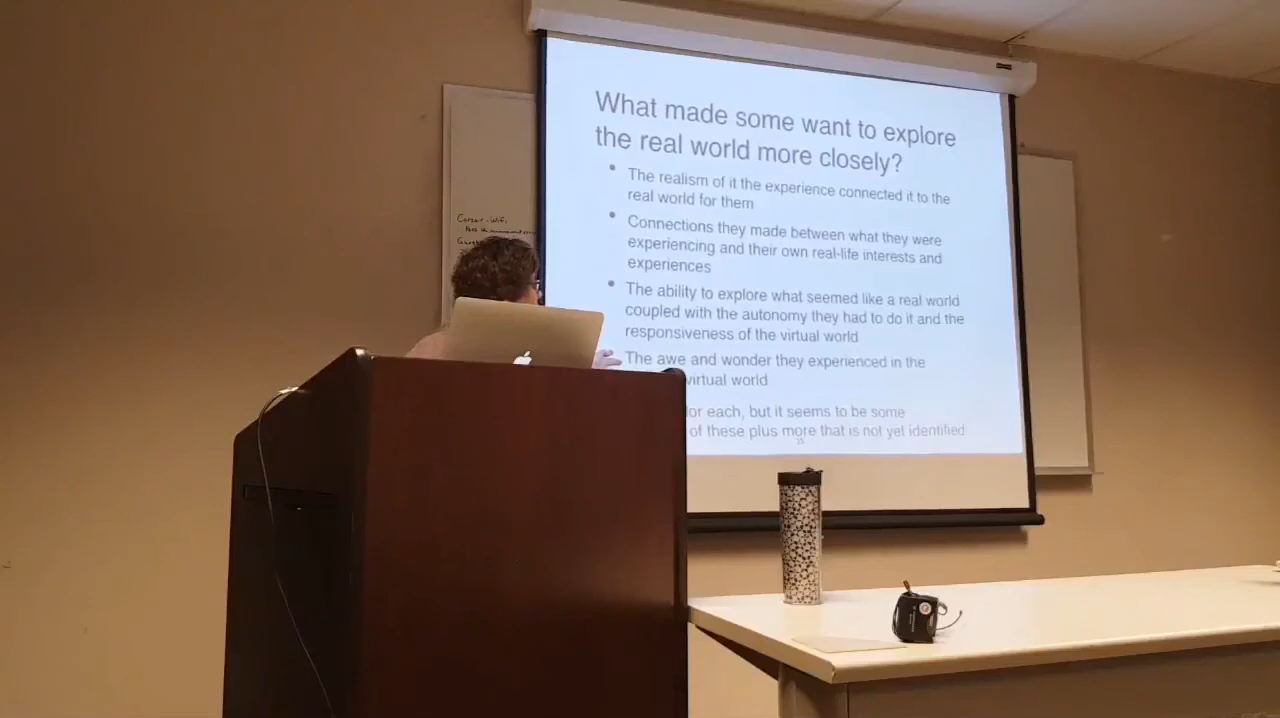 What made some want to explore
the real world more closely?
• The realism of it the experience connected it to the
real world for them
• Connections they made between what they were
experiencing and their own real-life interests and
experiences
• The ability to explore what seemed like a real world
coupled with the autonomy they had to do it and the
responsiveness of the virtual world
The awe and wonder they experienced in the
virtual world
for each, but it seems to be some
of these plus more that is not yet identified
15